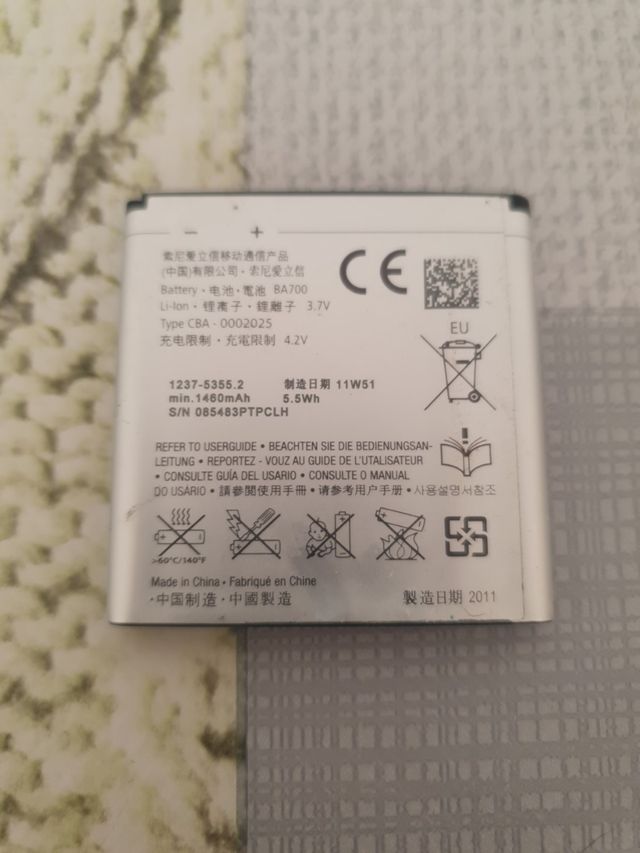 − +
索尼爱立信移动通信产品
(中国)有限公司·索尼爱立信
Battery·电池·電池 BA700
Li-Ion·锂离子·鋰離子 3.7V
Type CBA - 0002025
充电限制·充電限制 4.2V
CE
EU
1237-5355.2 制造日期 11W51
min.1460mAh 5.5Wh
S/N 085483PTPCLH
REFER TO USERGUIDE • BEACHTEN SIE DIE BEDIENUNGSAN-
LEITUNG • REPORTEZ - VOUZ AU GUIDE DE L'UTALISATEUR
• CONSULTE GUÍA DEL USARIO • CONSULTE O MANUAL
DO USÁRIO • 請參閱使用手冊 • 请参考用户手册 • 사용설명서참조
>60°C/140°F
Made in China • Fabriqué en Chine
·中国制造·中國製造 製造日期 2011